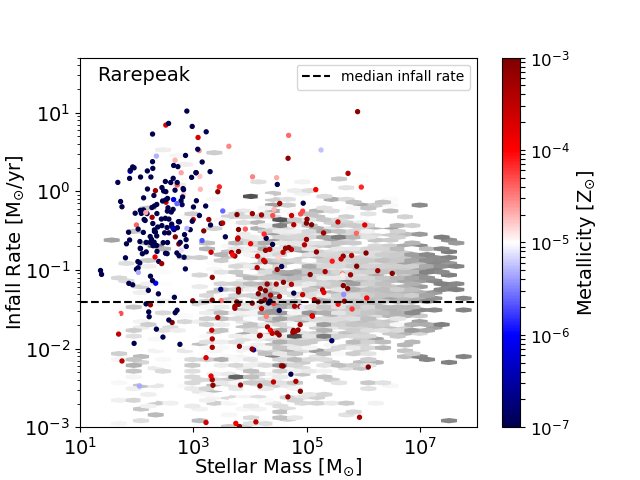 Rarepeak
median infall rate
10⁻³
10¹
10⁻⁴
10⁰
Infall Rate [M⊙/yr]
10⁻⁵
Metallicity [Z⊙]
10⁻¹
10⁻⁶
10⁻²
10⁻³
10⁻⁷
10¹ 10³ 10⁵ 10⁷
Stellar Mass [M⊙]